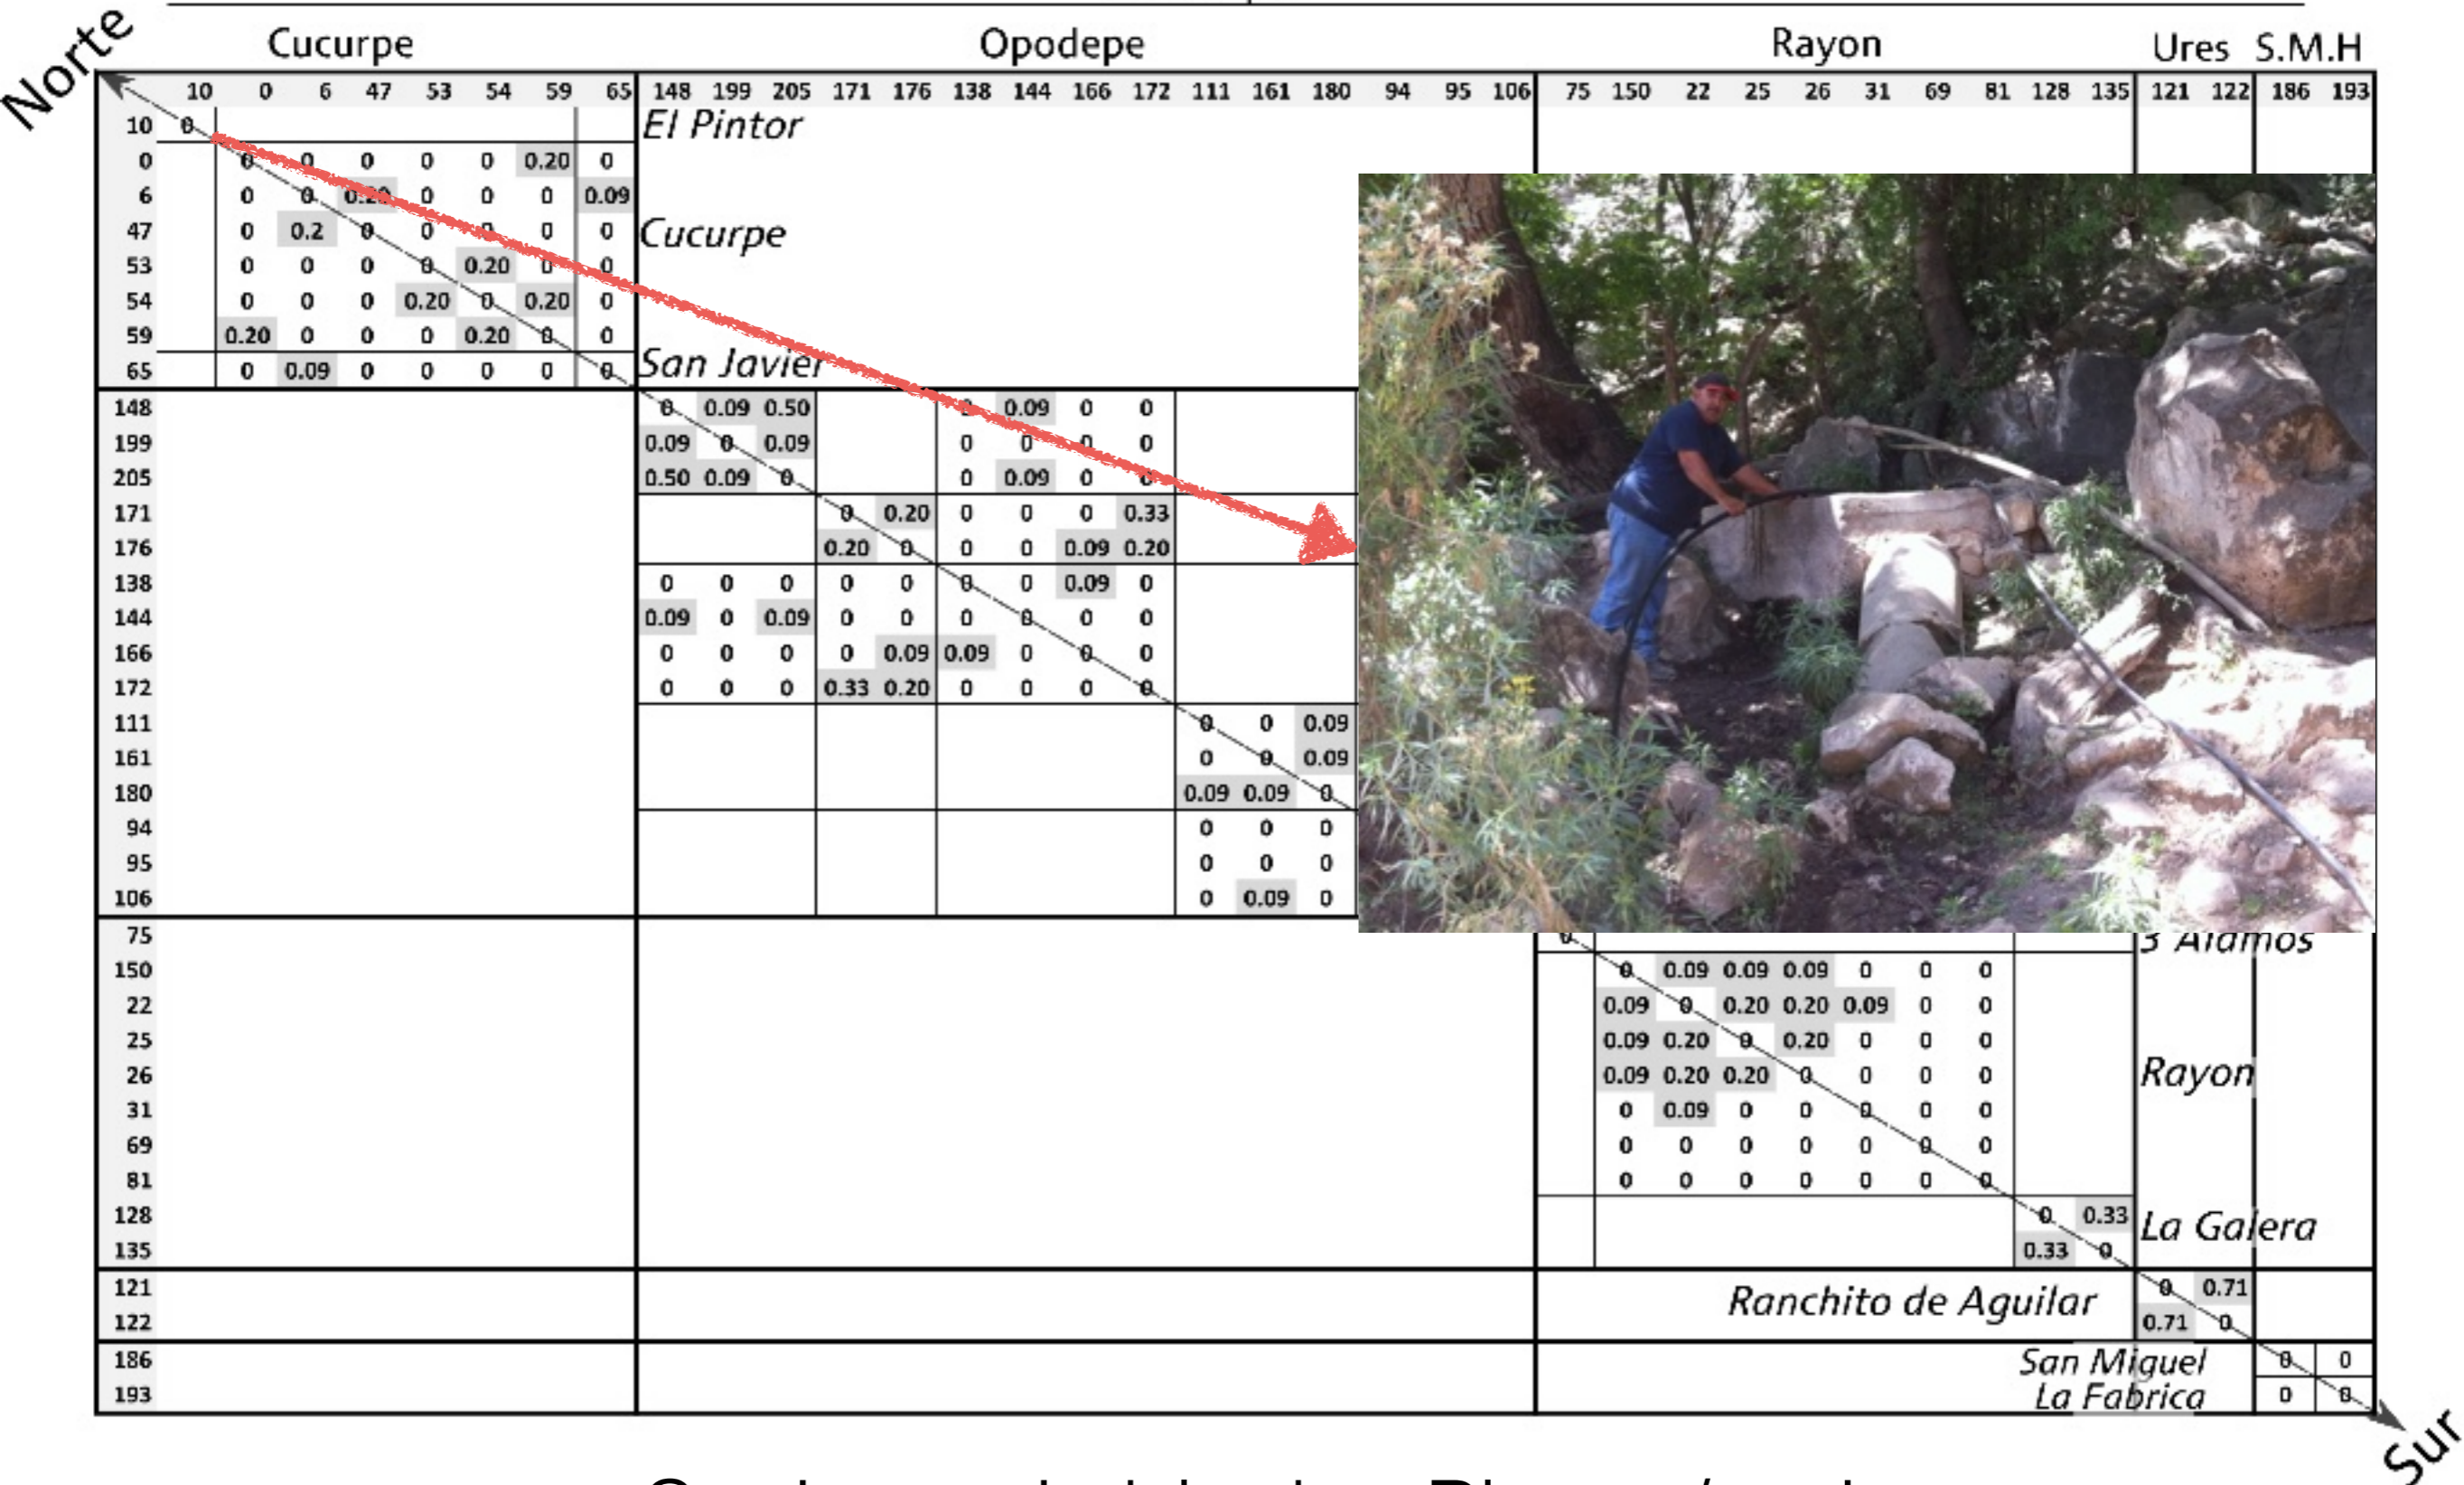 Norte
Cucurpe Opodepe Rayon Ures S.M.H
10 0 6 47 53 54 59 65 148 199 205 171 176 138 144 166 172 111 161 180 94 95 106 75 150 22 25 26 31 69 81 128 135 121 122 186 193
10 0 El Pintor
0 0 0 0 0 0 0.20 0
6 0 0 0.20 0 0 0 0.09
47 0 0.2 0 0 0 0 0 Cucurpe
53 0 0 0 0 0.20 0 0
54 0 0 0 0.20 0 0.20 0
59 0.20 0 0 0 0.20 0 0
65 0 0.09 0 0 0 0 0 San Javier
148 0 0.09 0.50 0 0.09 0 0
199 0.09 0 0.09 0 0 0 0
205 0.50 0.09 0 0 0.09 0 0
171 0 0.20 0 0 0 0.33
176 0.20 0 0 0 0.09 0.20
138 0 0 0 0 0 0 0 0.09 0
144 0.09 0 0.09 0 0 0 0 0 0
166 0 0 0 0 0.09 0.09 0 0 0
172 0 0 0 0.33 0.20 0 0 0 0
111 0 0 0.09
161 0 0 0.09
180 0.09 0.09 0
94 0 0 0
95 0 0 0
106 0 0.09 0
75 0 3 Alamos
150 0 0.09 0.09 0.09 0 0 0
22 0.09 0 0.20 0.20 0.09 0 0
25 0.09 0.20 0 0.20 0 0 0
26 0.09 0.20 0.20 0 0 0 0 Rayon
31 0 0.09 0 0 0 0 0
69 0 0 0 0 0 0 0
81 0 0 0 0 0 0 0
128 0 0.33 La Galera
135 0.33 0
121 Ranchito de Aguilar 0 0.71
122 0.71 0
186 San Miguel 0 0
193 La Fabrica 0 0
Sur